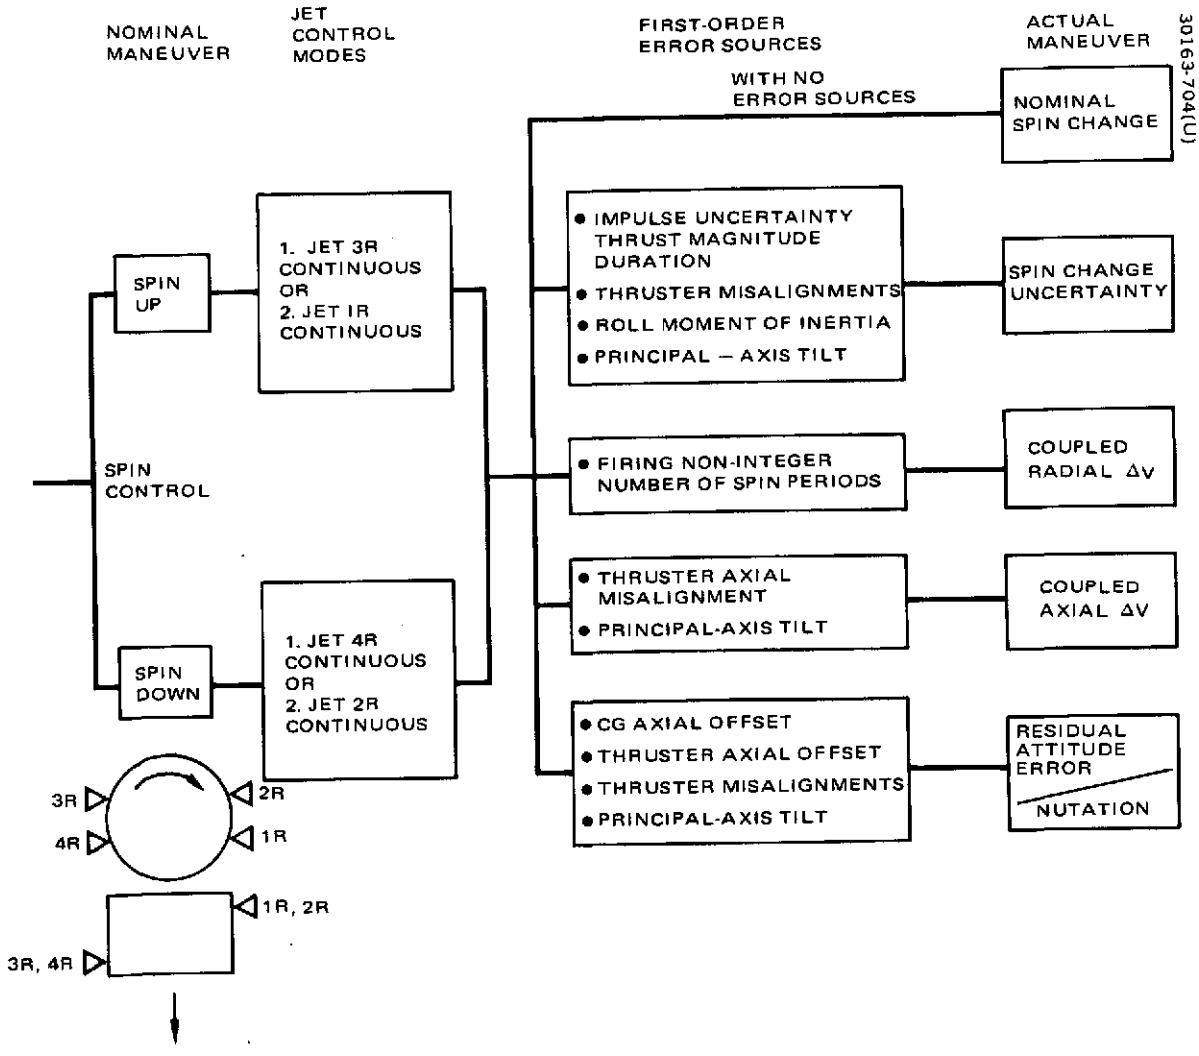 NOMINAL
MANEUVER
JET
CONTROL
MODES
FIRST-ORDER
ERROR SOURCES
ACTUAL
MANEUVER
30163-704(U)
WITH NO
ERROR SOURCES
NOMINAL
SPIN CHANGE
SPIN
CONTROL
SPIN
UP
1. JET 3R
CONTINUOUS
OR
2. JET 1R
CONTINUOUS
• IMPULSE UNCERTAINTY
THRUST MAGNITUDE
DURATION
• THRUSTER MISALIGNMENTS
• ROLL MOMENT OF INERTIA
• PRINCIPAL – AXIS TILT
SPIN CHANGE
UNCERTAINTY
• FIRING NON-INTEGER
NUMBER OF SPIN PERIODS
COUPLED
RADIAL ΔV
• THRUSTER AXIAL
MISALIGNMENT
• PRINCIPAL-AXIS TILT
COUPLED
AXIAL ΔV
SPIN
DOWN
1. JET 4R
CONTINUOUS
OR
2. JET 2R
CONTINUOUS
• CG AXIAL OFFSET
• THRUSTER AXIAL OFFSET
• THRUSTER MISALIGNMENTS
• PRINCIPAL-AXIS TILT
RESIDUAL
ATTITUDE
ERROR
NUTATION
3R
2R
4R
1R
1R, 2R
3R, 4R